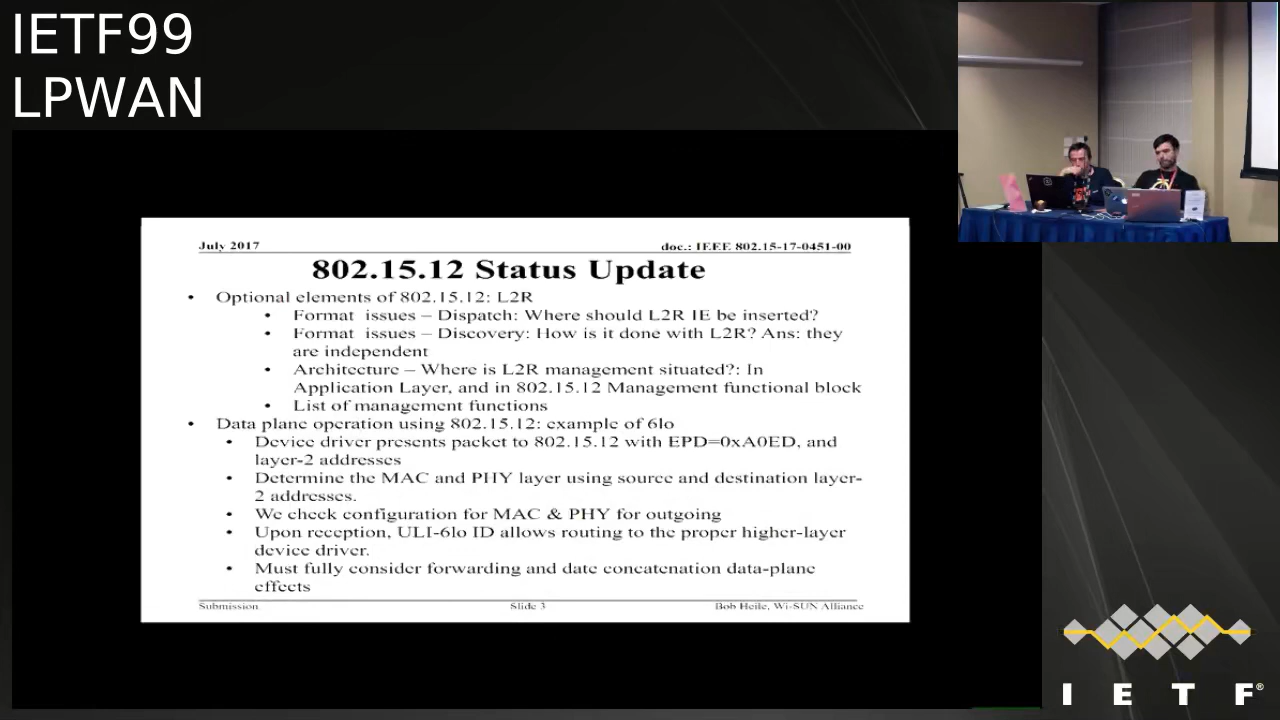 IETF99
LPWAN
July 2017
doc.: IEEE 802.15-17-0451-00
802.15.12 Status Update
• Optional elements of 802.15.12: L2R
• Format issues – Dispatch: Where should L2R IE be inserted?
• Format issues – Discovery: How is it done with L2R? Ans: they
are independent
• Architecture – Where is L2R management situated?: In
Application Layer, and in 802.15.12 Management functional block
• List of management functions
• Data plane operation using 802.15.12: example of 6lo
• Device driver presents packet to 802.15.12 with EPD=0xA0ED, and
layer-2 addresses
• Determine the MAC and PHY layer using source and destination layer-
2 addresses.
• We check configuration for MAC & PHY for outgoing
• Upon reception, ULI-6lo ID allows routing to the proper higher-layer
device driver.
• Must fully consider forwarding and date concatenation data-plane
effects
Submission
Slide 3
Bob Heile, Wi-SUN Alliance
I E T F®